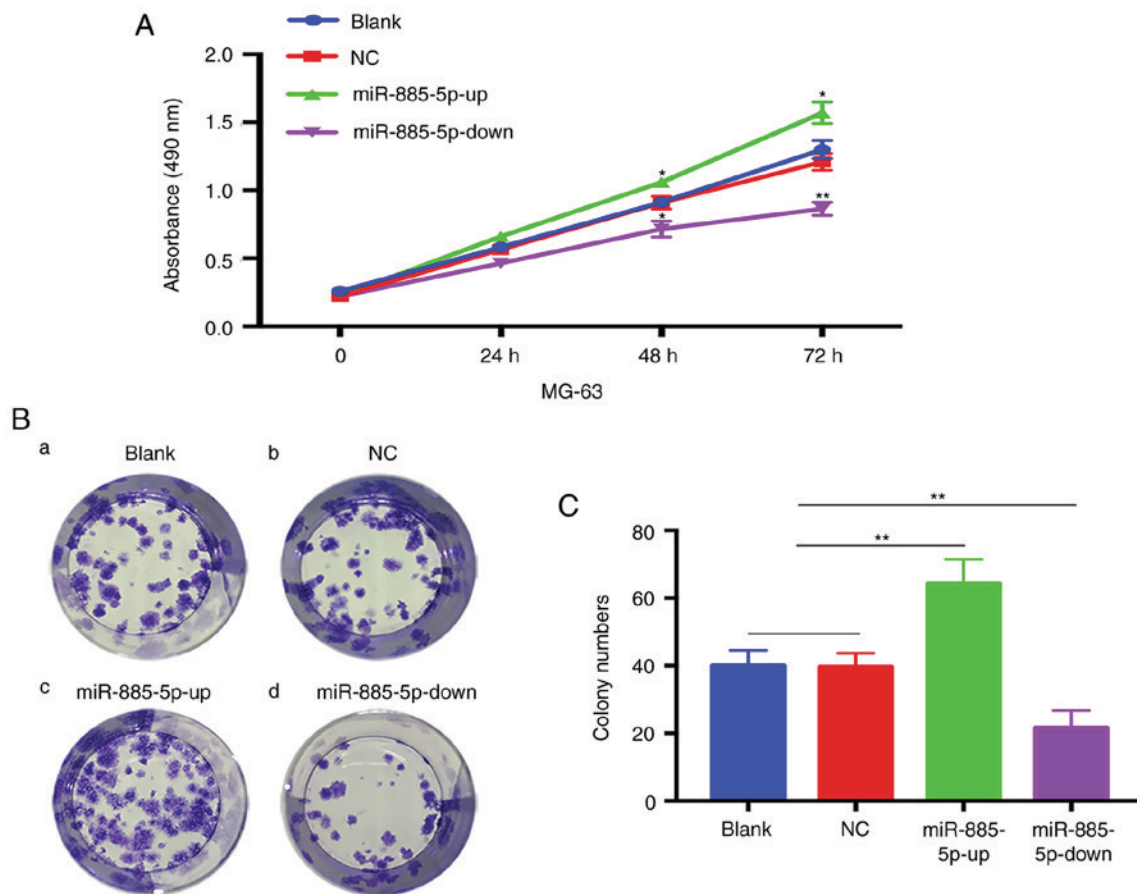 A
Blank
NC
miR-885-5p-up
miR-885-5p-down
Absorbance (490 nm)
2.0
1.5
1.0
0.5
0.0
*
*
*
**
0
24 h
48 h
72 h
MG-63
B
a
Blank
b
NC
c
miR-885-5p-up
d
miR-885-5p-down
C
Colony numbers
80
60
40
20
0
**
**
Blank
NC
miR-885-
5p-up
miR-885-
5p-down